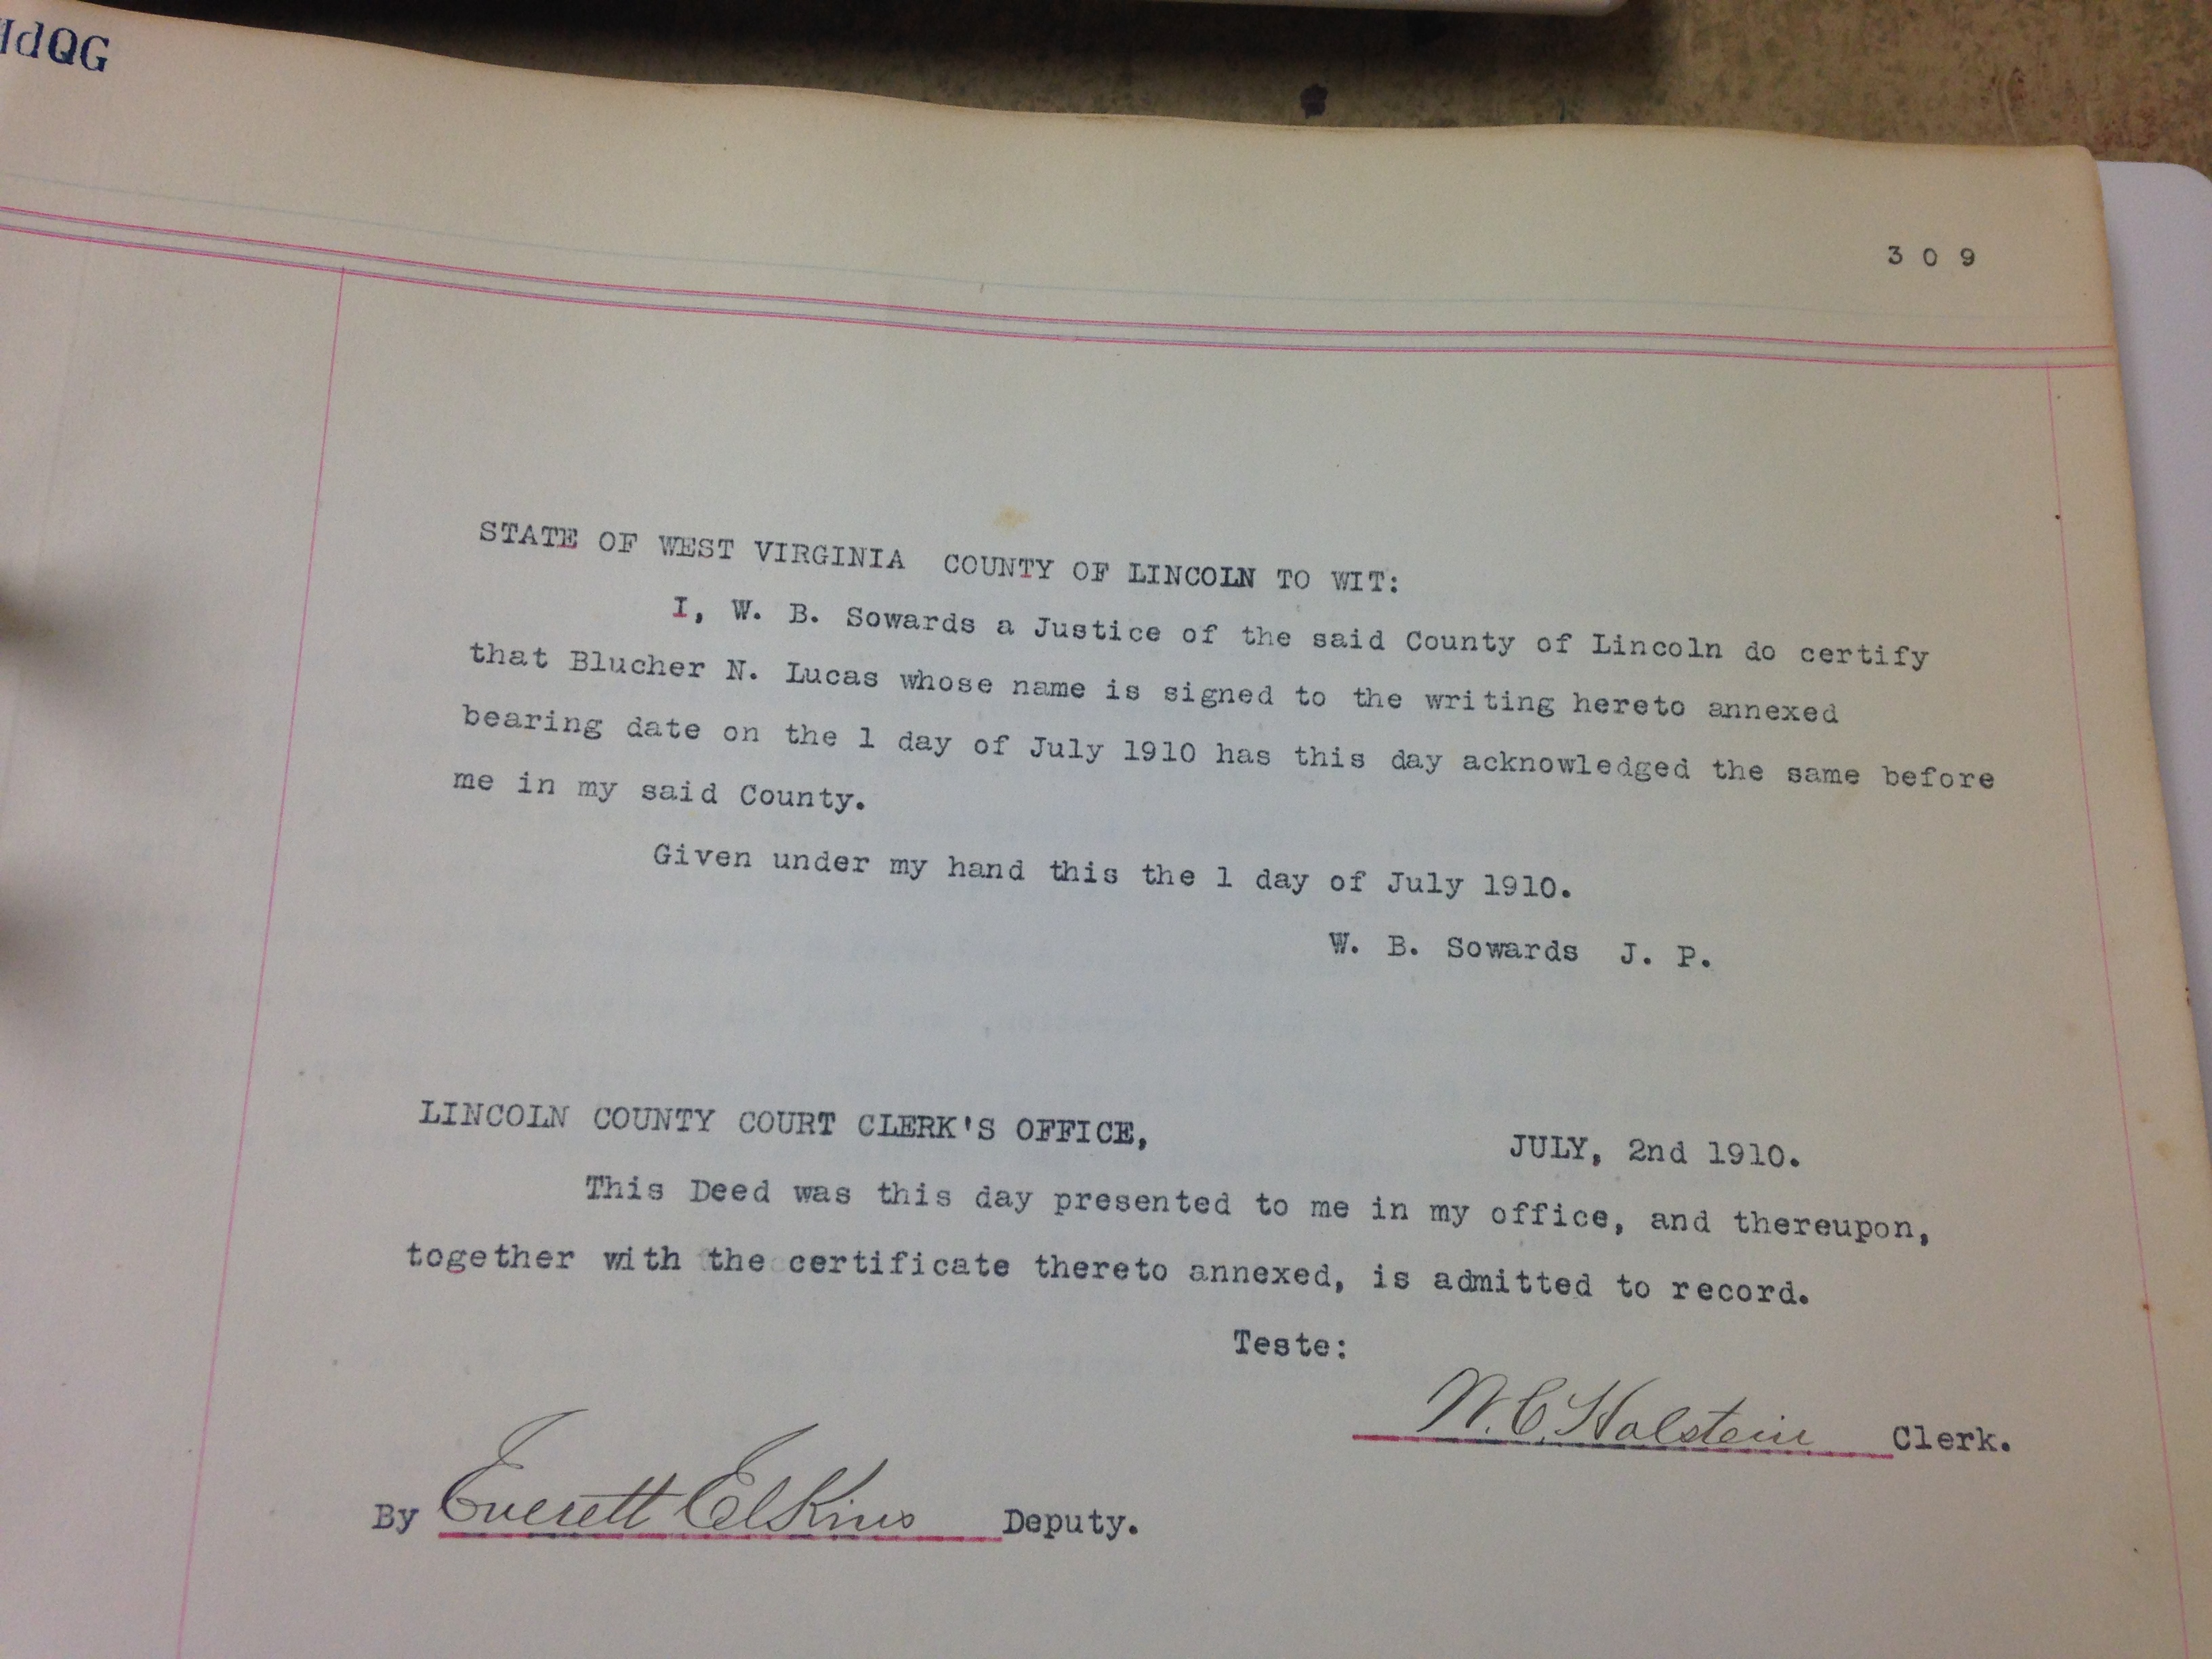 309
STATE OF WEST VIRGINIA COUNTY OF LINCOLN TO WIT:
I, W. B. Sowards a Justice of the said County of Lincoln do certify
that Blucher N. Lucas whose name is signed to the writing hereto annexed
bearing date on the 1 day of July 1910 has this day acknowledged the same before
me in my said County.
Given under my hand this the 1 day of July 1910.
W. B. Sowards J. P.
LINCOLN COUNTY COURT CLERK'S OFFICE, JULY, 2nd 1910.
This Deed was this day presented to me in my office, and thereupon,
together with the certificate thereto annexed, is admitted to record.
Teste:
W. C. Holstein Clerk.
By Everett Elkins Deputy.